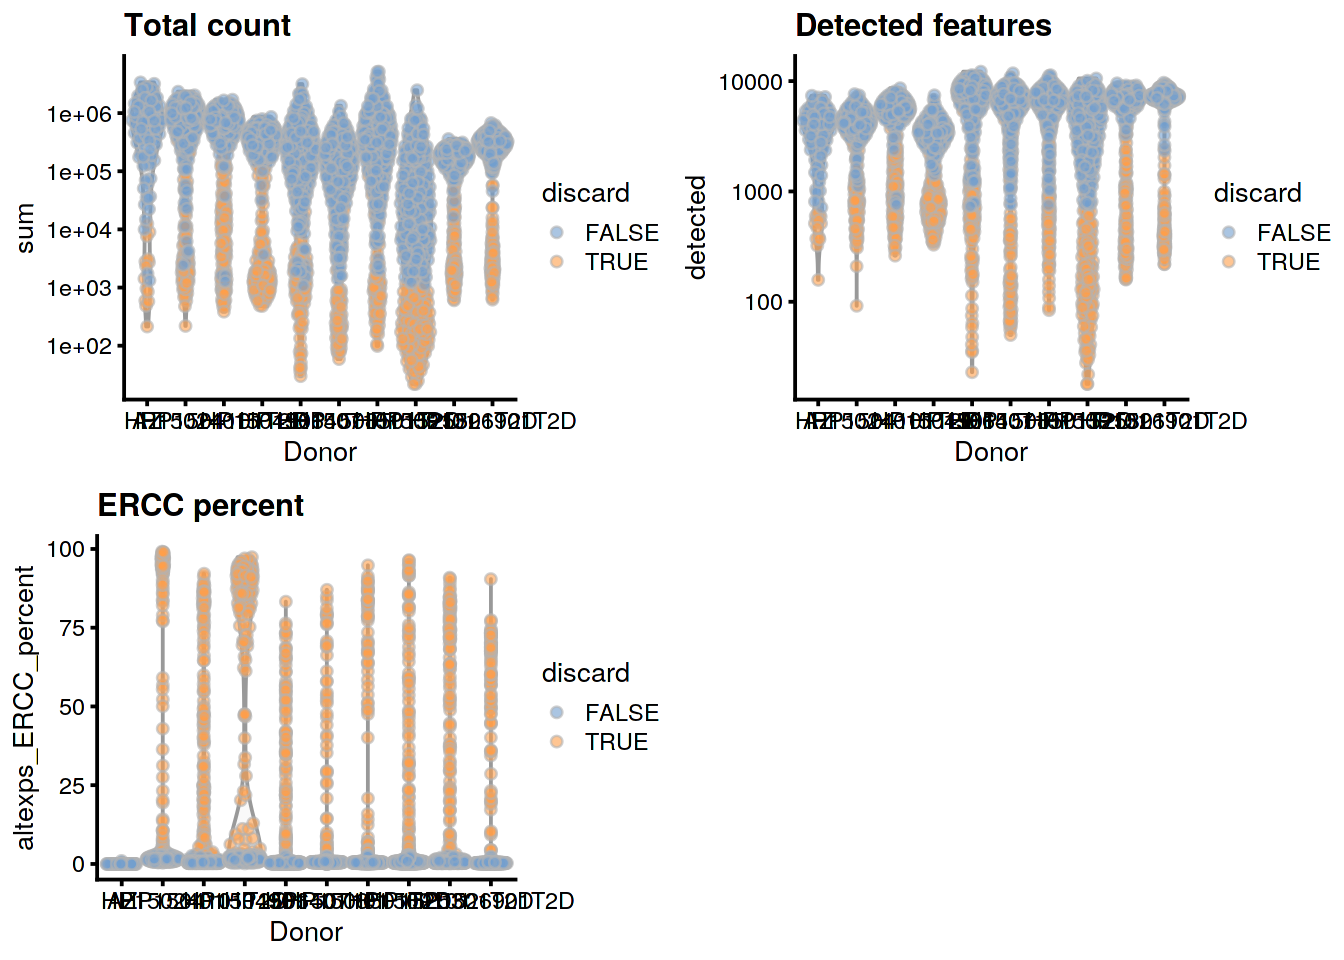 Total count
1e+06
1e+05
1e+04
1e+03
1e+02
sum
Donor
discard
FALSE
TRUE
Detected features
10000
1000
100
detected
Donor
discard
FALSE
TRUE
ERCC percent
100
75
50
25
0
altexps_ERCC_percent
Donor
discard
FALSE
TRUE